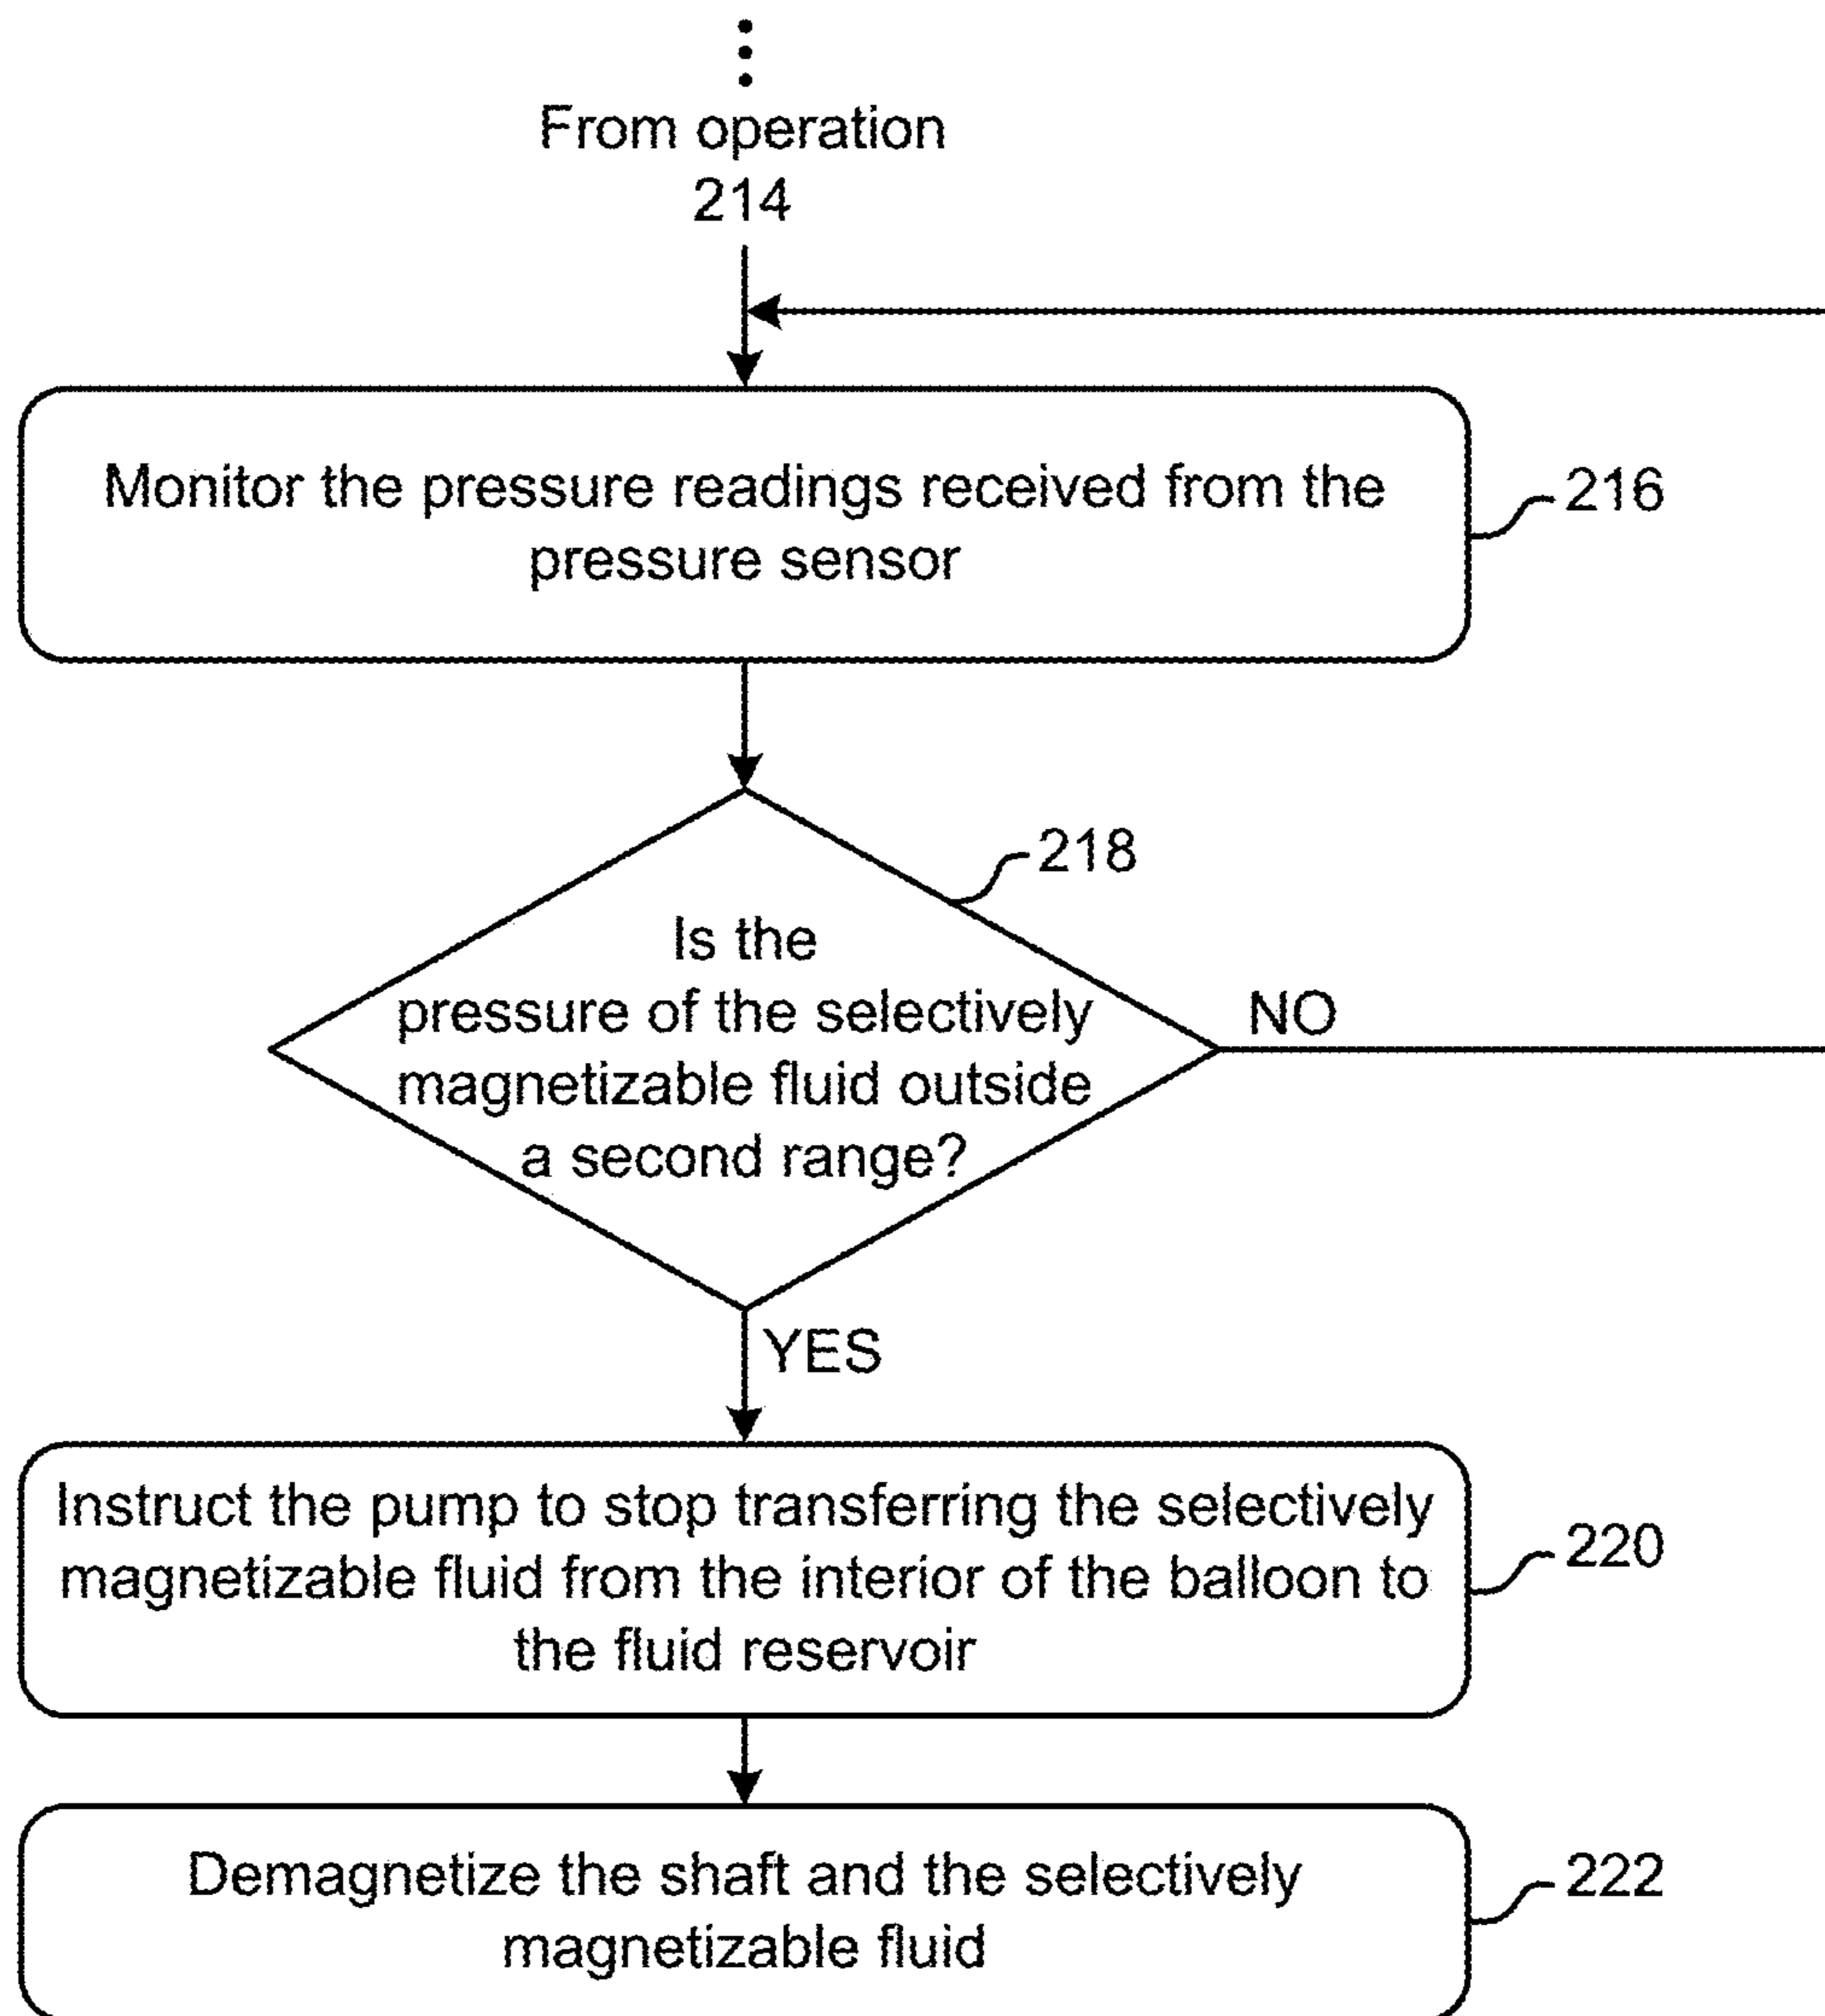 From operation
214
Monitor the pressure readings received from the
pressure sensor
216
218
Is the
pressure of the selectively
magnetizable fluid outside
a second range?
NO
YES
Instruct the pump to stop transferring the selectively
magnetizable fluid from the interior of the balloon to
the fluid reservoir
220
Demagnetize the shaft and the selectively
magnetizable fluid
222